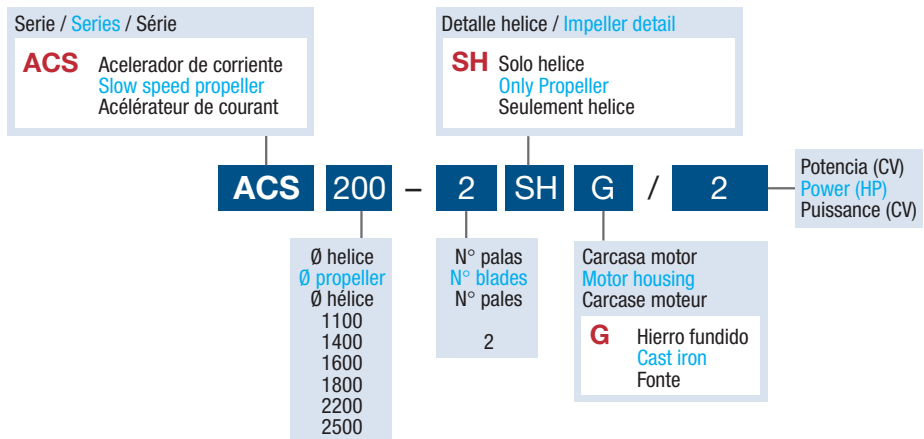 Serie / Series / Série
ACS Acelerador de corriente
Slow speed propeller
Acélérateur de courant
Detalle helice / Impeller detail
SH Solo helice
Only Propeller
Seulement helice
ACS 200 – 2 SH G / 2
Potencia (CV)
Power (HP)
Puissance (CV)
Ø helice
Ø propeller
Ø hélice
1100
1400
1600
1800
2200
2500
N° palas
N° blades
N° pales
2
Carcasa motor
Motor housing
Carcase moteur
G Hierro fundido
Cast iron
Fonte